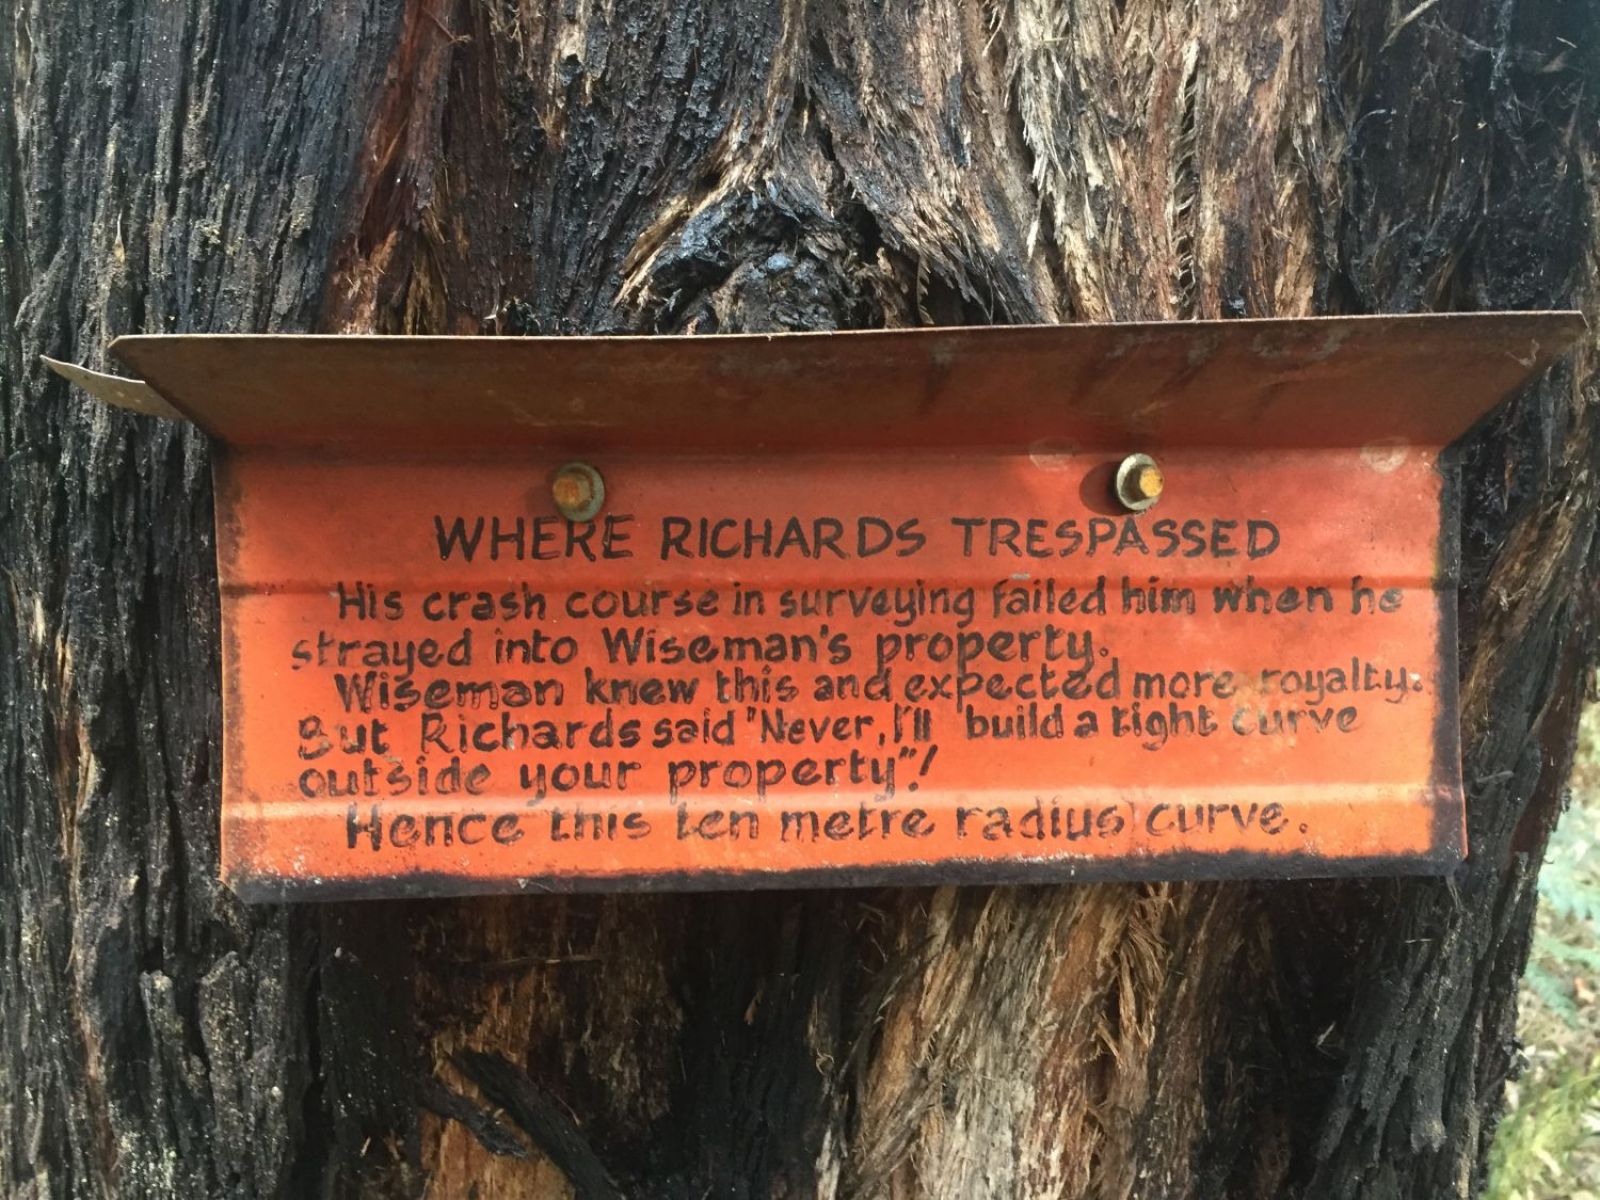 WHERE RICHARDS TRESPASSED
His crash course in surveying failed him when he
strayed into Wiseman's property.
Wiseman knew this and expected more royalty.
But Richards said "Never, I'll build a tight curve
outside your property"!
Hence this ten metre radius curve.